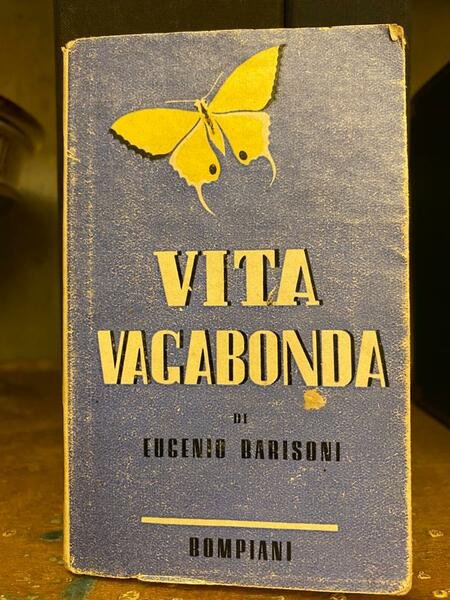 VITA
VAGABONDA
DI
EUGENIO BARISONI
BOMPIANI